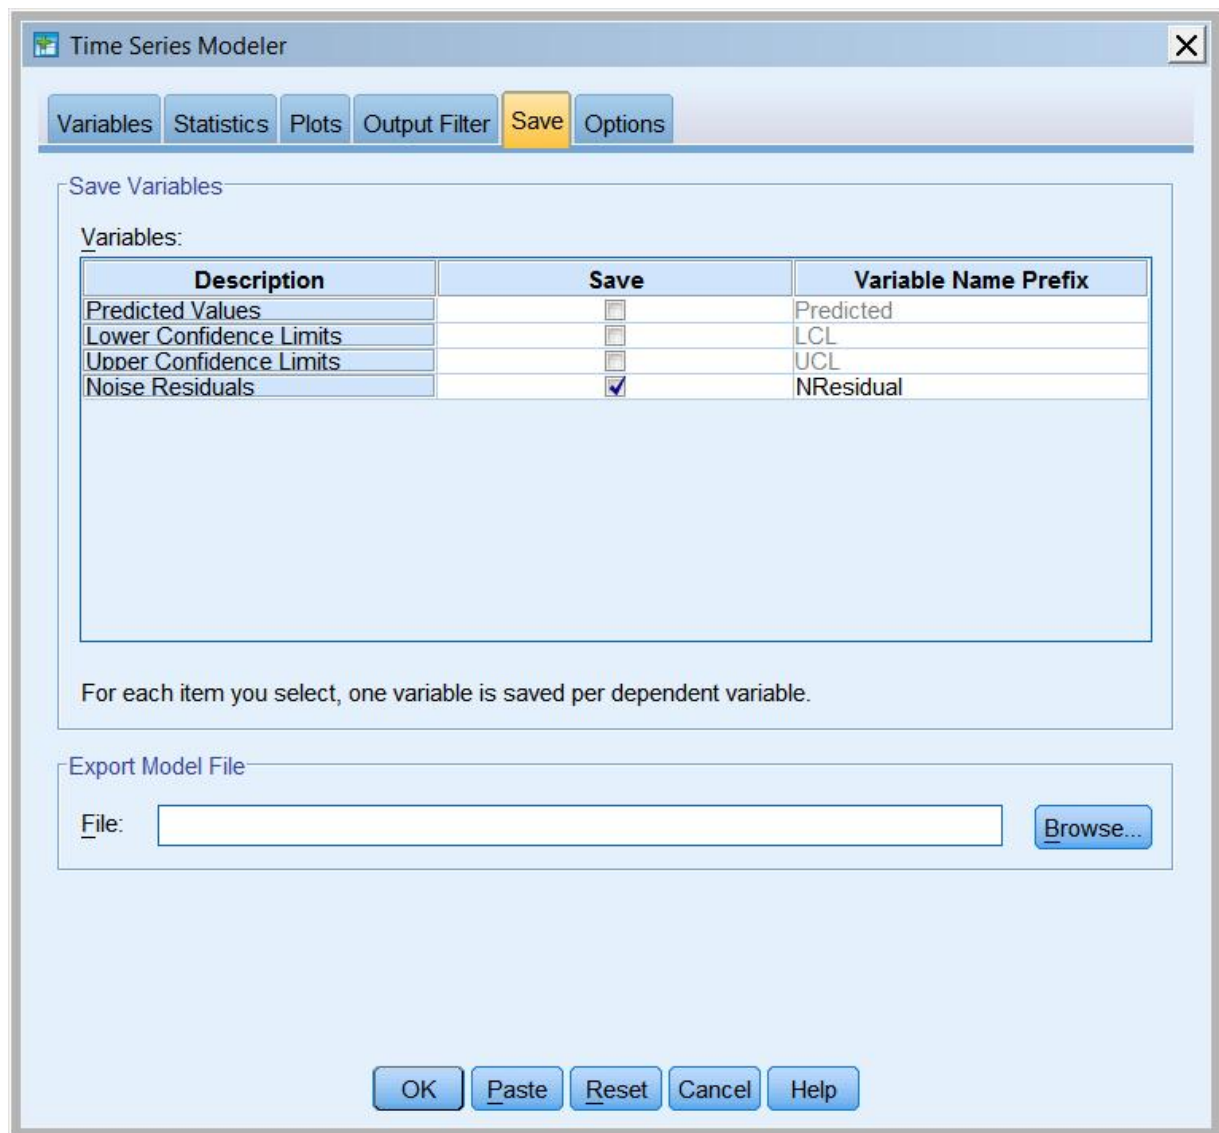 Time Series Modeler
Variables Statistics Plots Output Filter Save Options
Save Variables
Variables:
Description Save Variable Name Prefix
Predicted Values Predicted
Lower Confidence Limits LCL
Upper Confidence Limits UCL
Noise Residuals NResidual
For each item you select, one variable is saved per dependent variable.
Export Model File
File: Browse...
OK Paste Reset Cancel Help